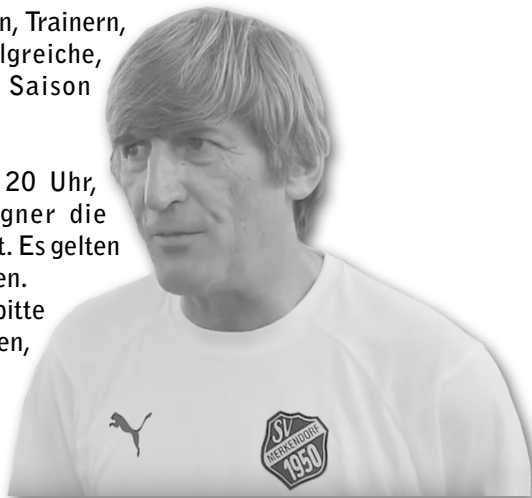 n, Trainern,
lgreiche,
Saison
20 Uhr,
gner die
t. Es gelten
en.
bitte
en,
SV
MERKENDORF
1950